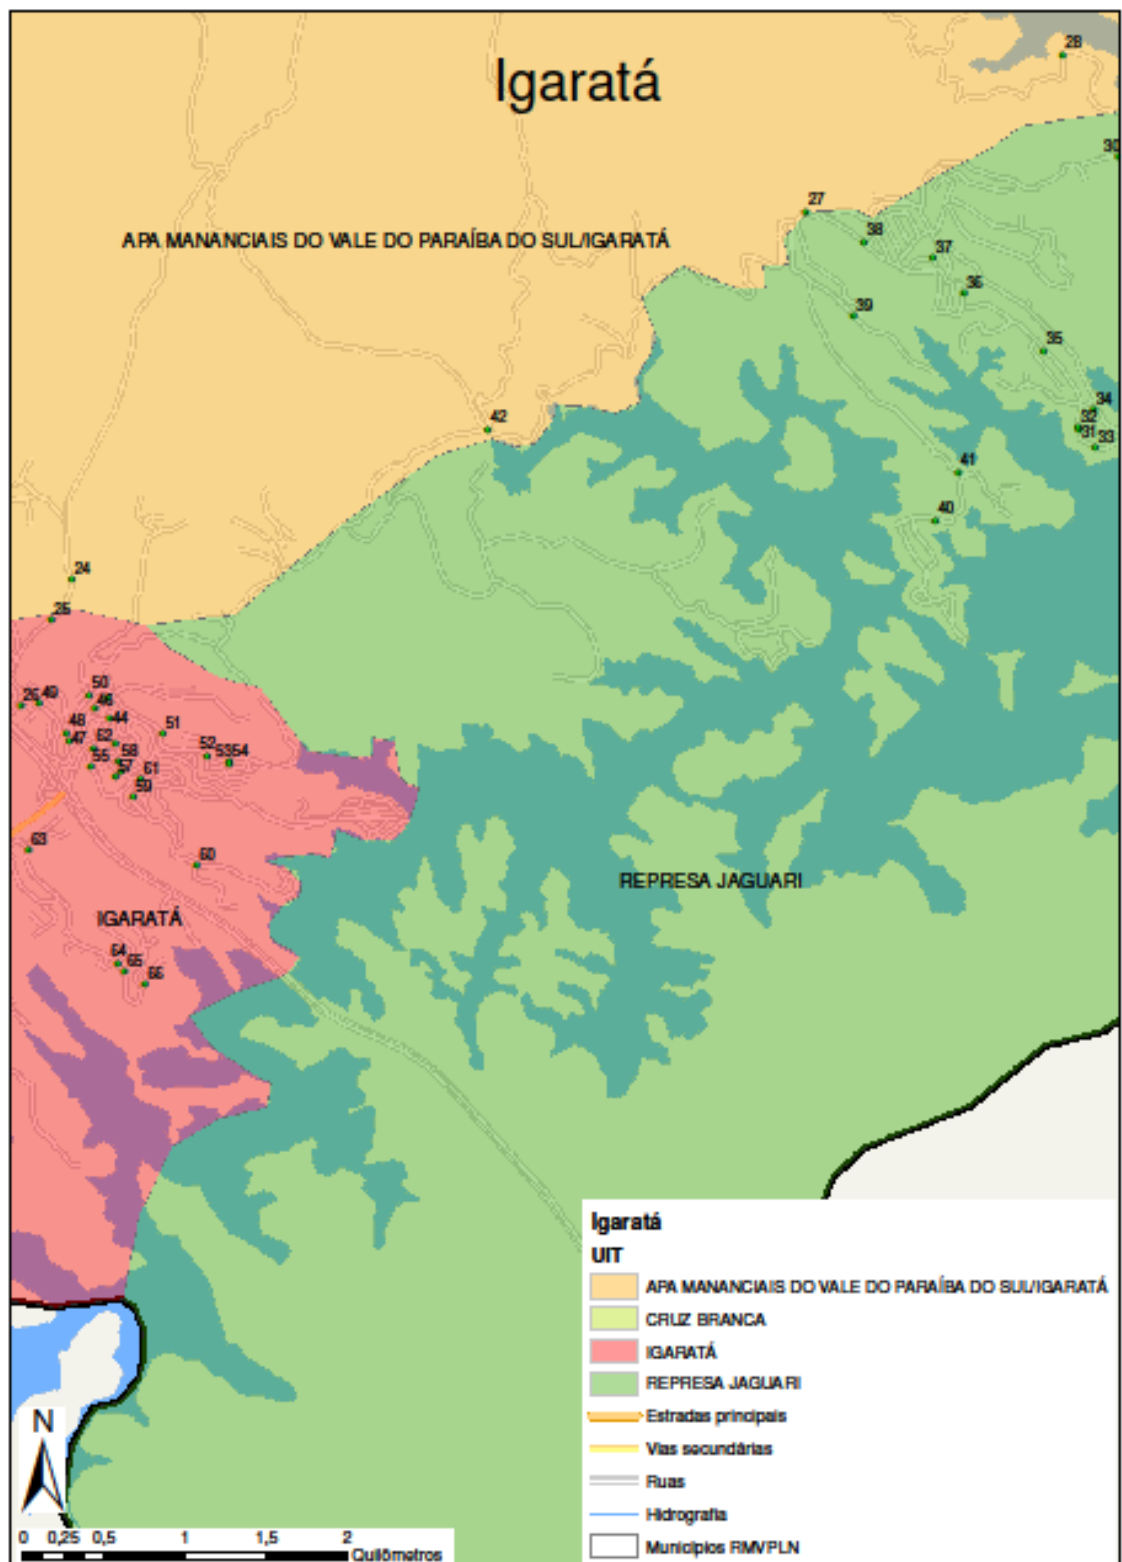 Igaratá
28
30
27
38
APA MANANCIAIS DO VALE DO PARAÍBA DO SUL/IGARATÁ
37
36
39
35
34
32
31
33
42
41
40
24
25
50
26 49
46
44
48
51
47 62
58
52 53 54
55
57
61
59
63
60
REPRESA JAGUARI
IGARATÁ
64
65
66
Igaratá
UIT
APA MANANCIAIS DO VALE DO PARAÍBA DO SUL/IGARATÁ
CRUZ BRANCA
IGARATÁ
REPRESA JAGUARI
Estradas principais
Vias secundárias
Ruas
Hidrografia
Municípios RMVPLN
N
0 0,25 0,5 1 1,5 2
Quilômetros